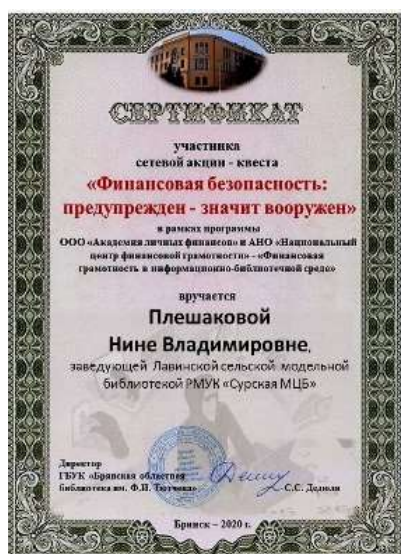 СЕРТИФИКАТ
участника
сетевой акции - квеста
«Финансовая безопасность:
предупрежден - значит вооружен»
в рамках программы
ООО «Академия личных финансов» и АНО «Национальный
центр финансовой грамотности» - «Финансовая
грамотность в информационно-библиотечной среде»
вручается
Плешаковой
Нине Владимировне,
заведующей Лавинской сельской модельной
библиотекой РМУК «Сурская МЦБ»
Директор
ГБУК «Брянская областная
библиотека им. Ф.И. Тютчева»
С.С. Дедюля
Брянск – 2020 г.